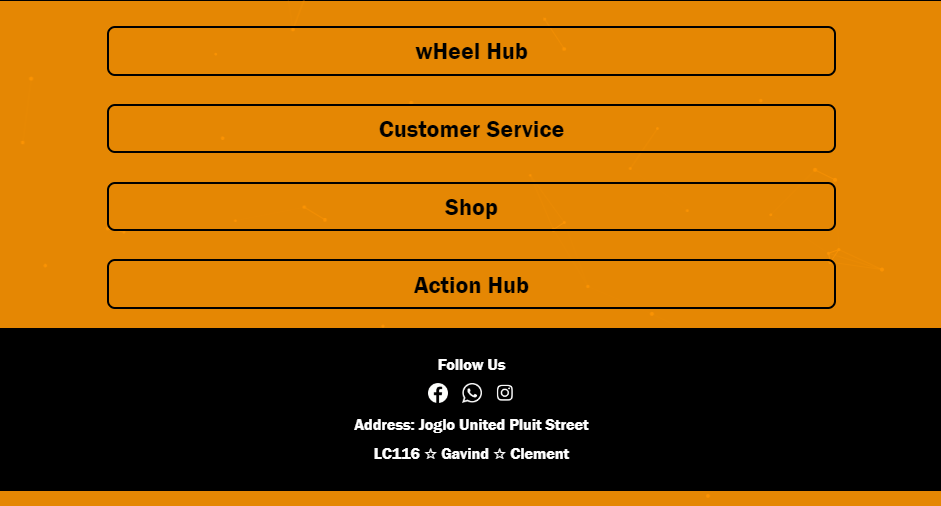 wHeel Hub
Customer Service
Shop
Action Hub
Follow Us
Address: Joglo United Pluit Street
LC116 ☆ Gavind ☆ Clement